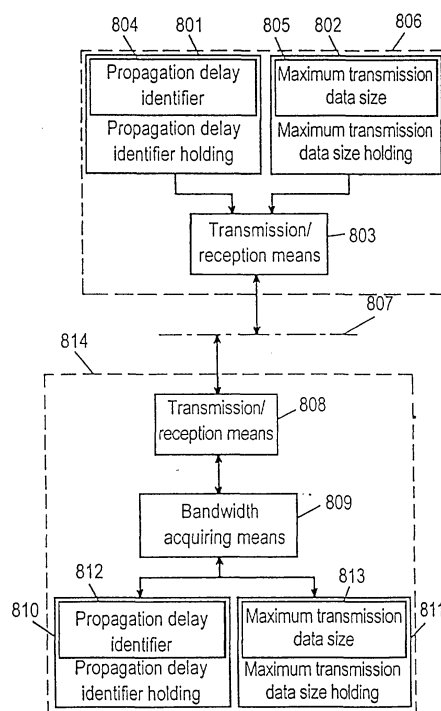 804 801 805 802 806
Propagation delay
identifier
Propagation delay
identifier holding
Maximum transmission
data size
Maximum transmission
data size holding
Transmission/
reception means
803
807
814
Transmission/
reception means
808
Bandwidth
acquiring means
809
812 813
810
Propagation delay
identifier
Propagation delay
identifier holding
Maximum transmission
data size
Maximum transmission
data size holding
811